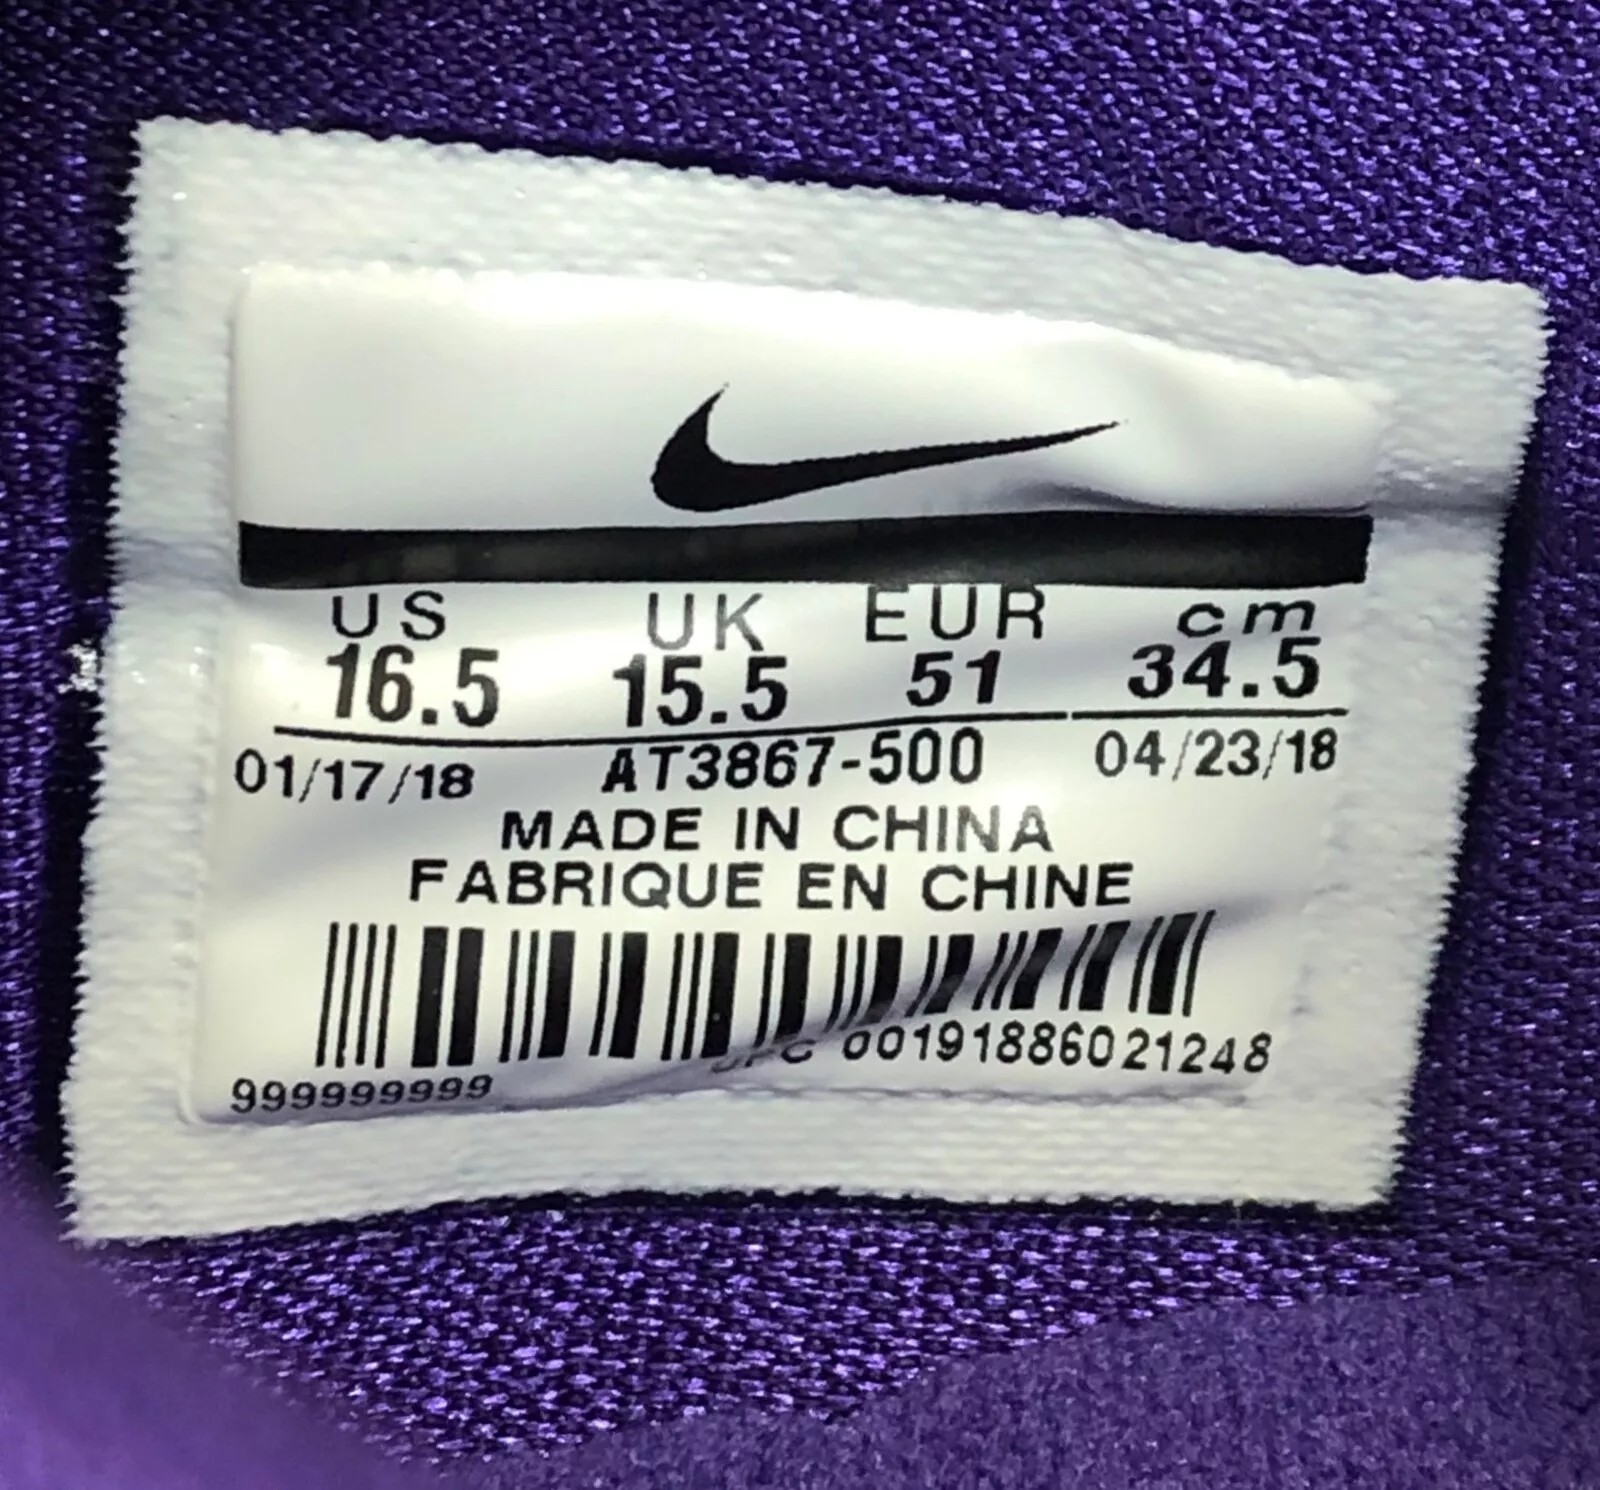 US UK EUR cm
16.5 15.5 51 34.5
01/17/18 AT3867-500 04/23/18
MADE IN CHINA
FABRIQUE EN CHINE
UPC 00191886021248
999999999